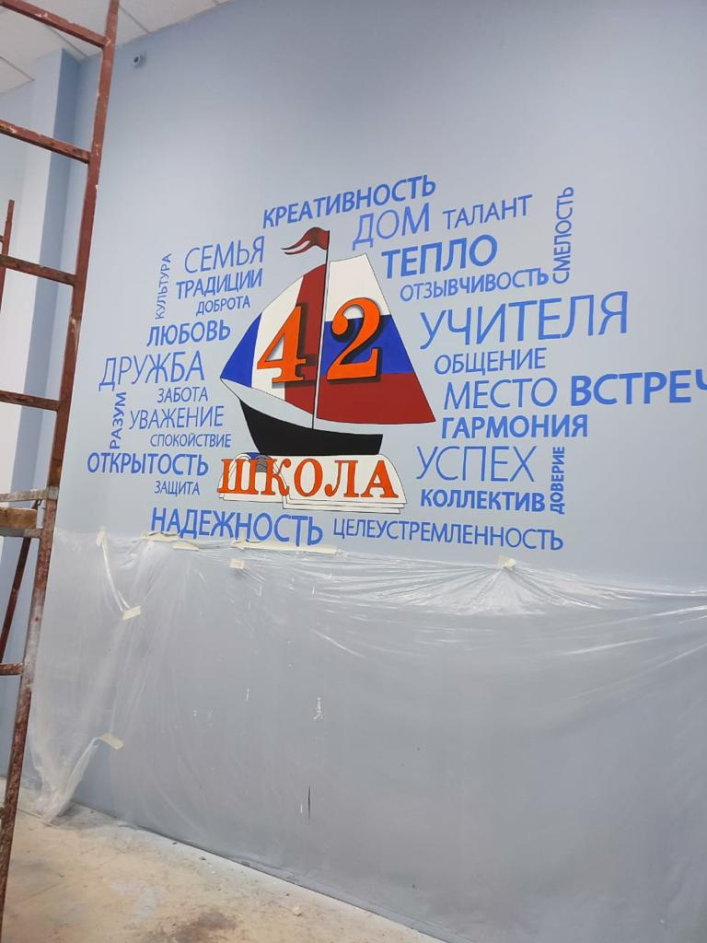 КРЕАТИВНОСТЬ
ДОМ
ТАЛАНТ
СМЕЛОСТЬ
КУЛЬТУРА
СЕМЬЯ
ТРАДИЦИИ
ДОБРОТА
ТЕПЛО
ОТЗЫВЧИВОСТЬ
ЛЮБОВЬ
42
УЧИТЕЛЯ
ДРУЖБА
ОБЩЕНИЕ
ЗАБОТА
МЕСТО ВСТРЕЧ
РАЗУМ
УВАЖЕНИЕ
ГАРМОНИЯ
СПОКОЙСТВИЕ
ОТКРЫТОСТЬ
ШКОЛА
УСПЕХ
ДОВЕРИЕ
ЗАЩИТА
КОЛЛЕКТИВ
НАДЕЖНОСТЬ
ЦЕЛЕУСТРЕМЛЕННОСТЬ